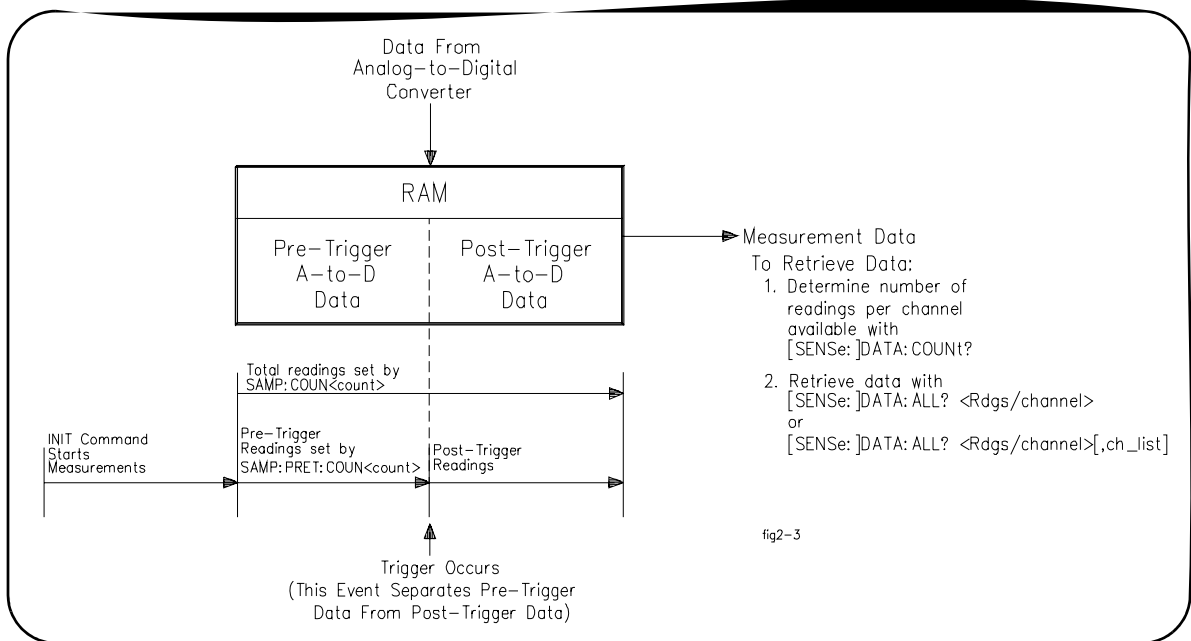 Data From
Analog-to-Digital
Converter
RAM
Pre-Trigger
A-to-D
Data
Post-Trigger
A-to-D
Data
Measurement Data
To Retrieve Data:
1. Determine number of
readings per channel
available with
[SENSe:]DATA:COUNt?
2. Retrieve data with
[SENSe:]DATA:ALL? <Rdgs/channel>
or
[SENSe:]DATA:ALL? <Rdgs/channel>[,ch_list]
Total readings set by
SAMP:COUN<count>
INIT Command
Starts
Measurements
Pre-Trigger
Readings set by
SAMP:PRET:COUN<count>
Post-Trigger
Readings
fig2-3
Trigger Occurs
(This Event Separates Pre-Trigger
Data From Post-Trigger Data)